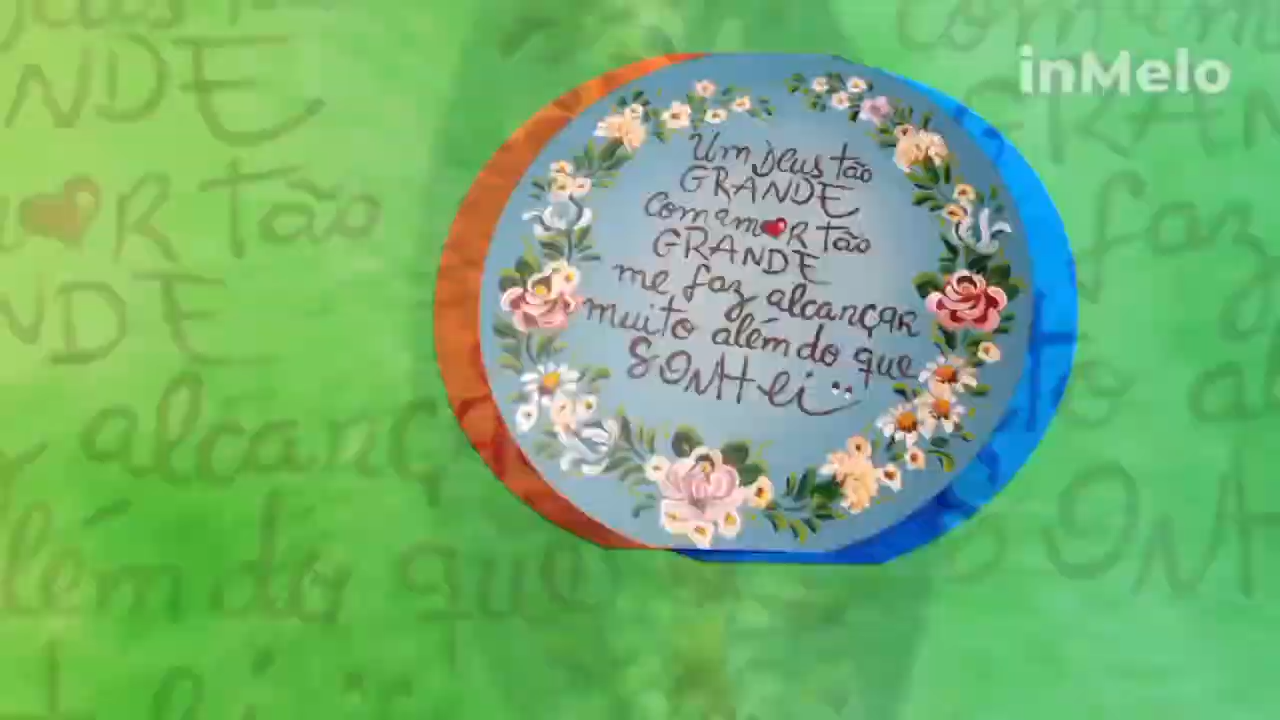 inMelo
Um Deus tão
GRANDE
com amoR tão
GRANDE
me faz alcançar
muito além do que
SONHei